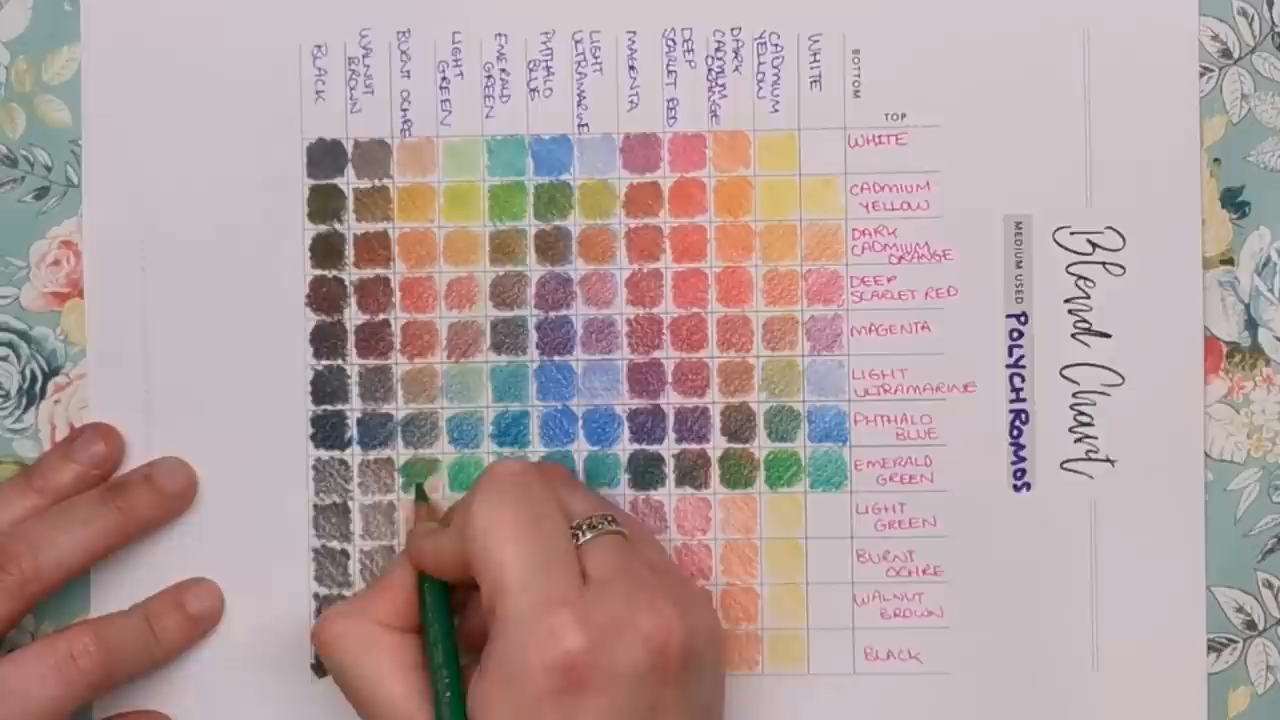 Blend Chart
MEDIUM USED POLYCHROMOS
BOTTOM
TOP
BLACK
WALNUT
BROWN
BURNT OCHRE
LIGHT
GREEN
EMERALD
GREEN
PHTHALO
BLUE
LIGHT
ULTRAMARINE
MAGENTA
DEEP
SCARLET RED
DARK
CADMIUM
ORANGE
CADMIUM
YELLOW
WHITE
WHITE
CADMIUM
YELLOW
DARK
CADMIUM
ORANGE
DEEP
SCARLET RED
MAGENTA
LIGHT
ULTRAMARINE
PHTHALO
BLUE
EMERALD
GREEN
LIGHT
GREEN
BURNT
OCHRE
WALNUT
BROWN
BLACK